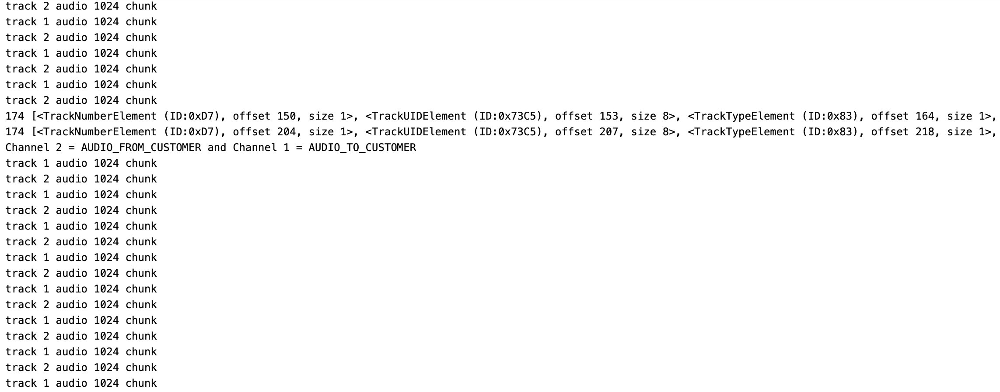 track 2 audio 1024 chunk
track 1 audio 1024 chunk
track 2 audio 1024 chunk
track 1 audio 1024 chunk
track 2 audio 1024 chunk
track 1 audio 1024 chunk
track 2 audio 1024 chunk
174 [<TrackNumberElement (ID:0xD7), offset 150, size 1>, <TrackUIDElement (ID:0x73C5), offset 153, size 8>, <TrackTypeElement (ID:0x83), offset 164, size 1>,
174 [<TrackNumberElement (ID:0xD7), offset 204, size 1>, <TrackUIDElement (ID:0x73C5), offset 207, size 8>, <TrackTypeElement (ID:0x83), offset 218, size 1>,
Channel 2 = AUDIO_FROM_CUSTOMER and Channel 1 = AUDIO_TO_CUSTOMER
track 1 audio 1024 chunk
track 2 audio 1024 chunk
track 1 audio 1024 chunk
track 2 audio 1024 chunk
track 1 audio 1024 chunk
track 2 audio 1024 chunk
track 1 audio 1024 chunk
track 2 audio 1024 chunk
track 1 audio 1024 chunk
track 2 audio 1024 chunk
track 1 audio 1024 chunk
track 2 audio 1024 chunk
track 1 audio 1024 chunk
track 2 audio 1024 chunk
track 1 audio 1024 chunk